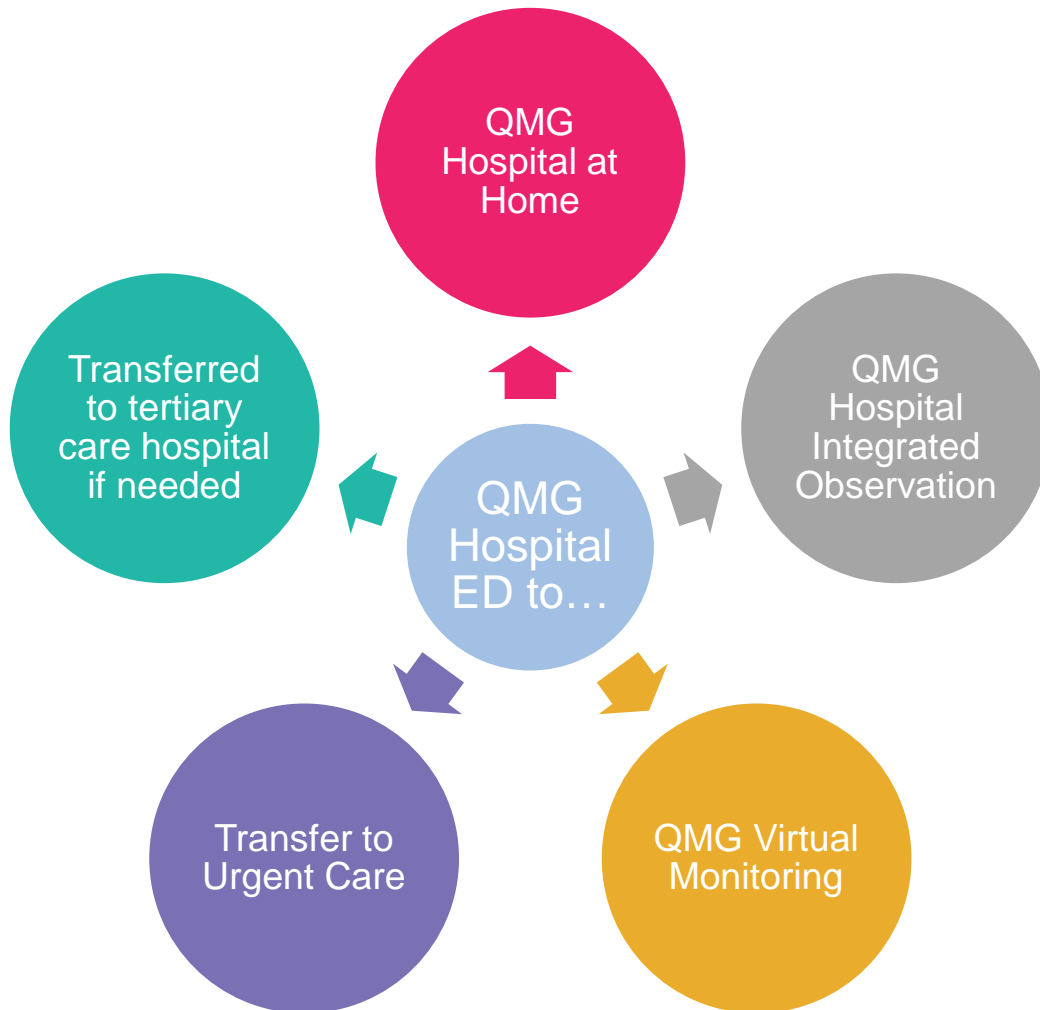 QMG
Hospital at
Home
Transferred
to tertiary
care hospital
if needed
QMG
Hospital
Integrated
Observation
QMG
Hospital
ED to…
Transfer to
Urgent Care
QMG Virtual
Monitoring